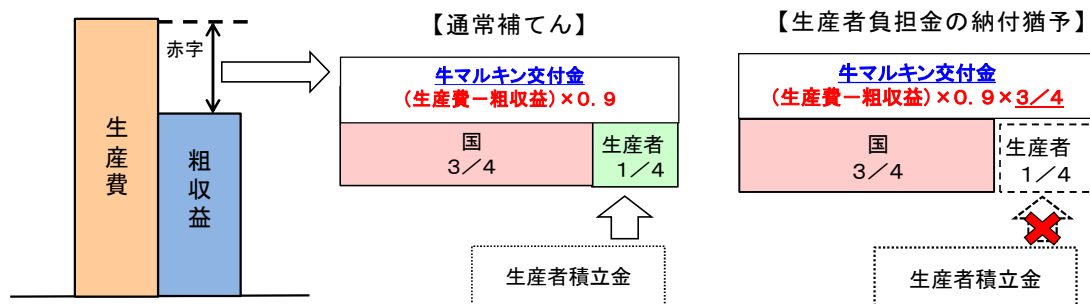 赤字
生産費
粗収益
【通常補てん】
牛マルキン交付金
(生産費－粗収益)×0.9
国
3／4
生産者
1／4
生産者積立金
【生産者負担金の納付猶予】
牛マルキン交付金
(生産費－粗収益)×0.9×3／4
国
3／4
生産者
1／4
生産者積立金